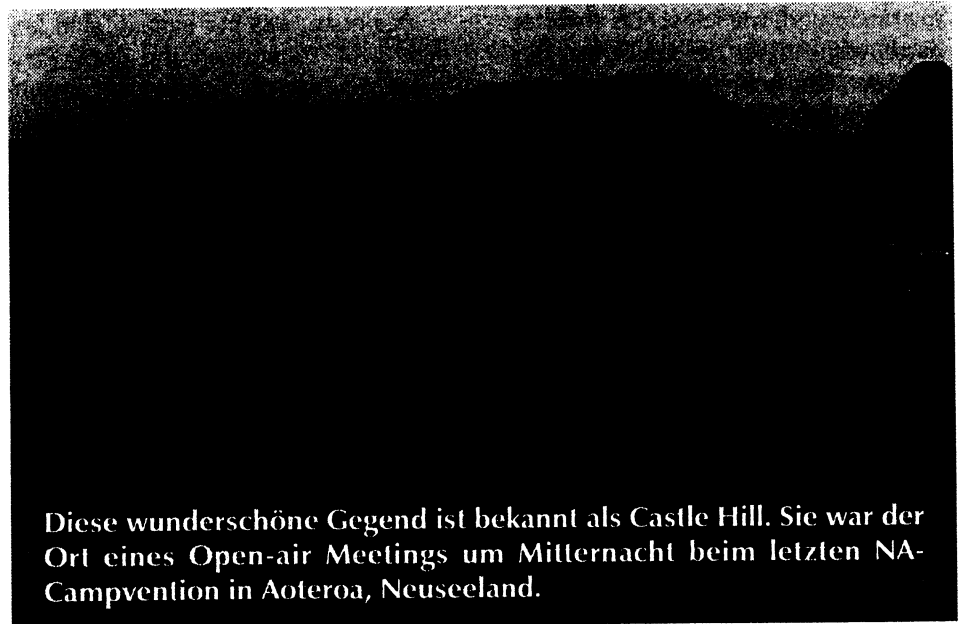 Diese wunderschöne Gegend ist bekannt als Castle Hill. Sie war der
Ort eines Open-air Meetings um Mitternacht beim letzten NA-
Campvention in Aoteroa, Neuseeland.